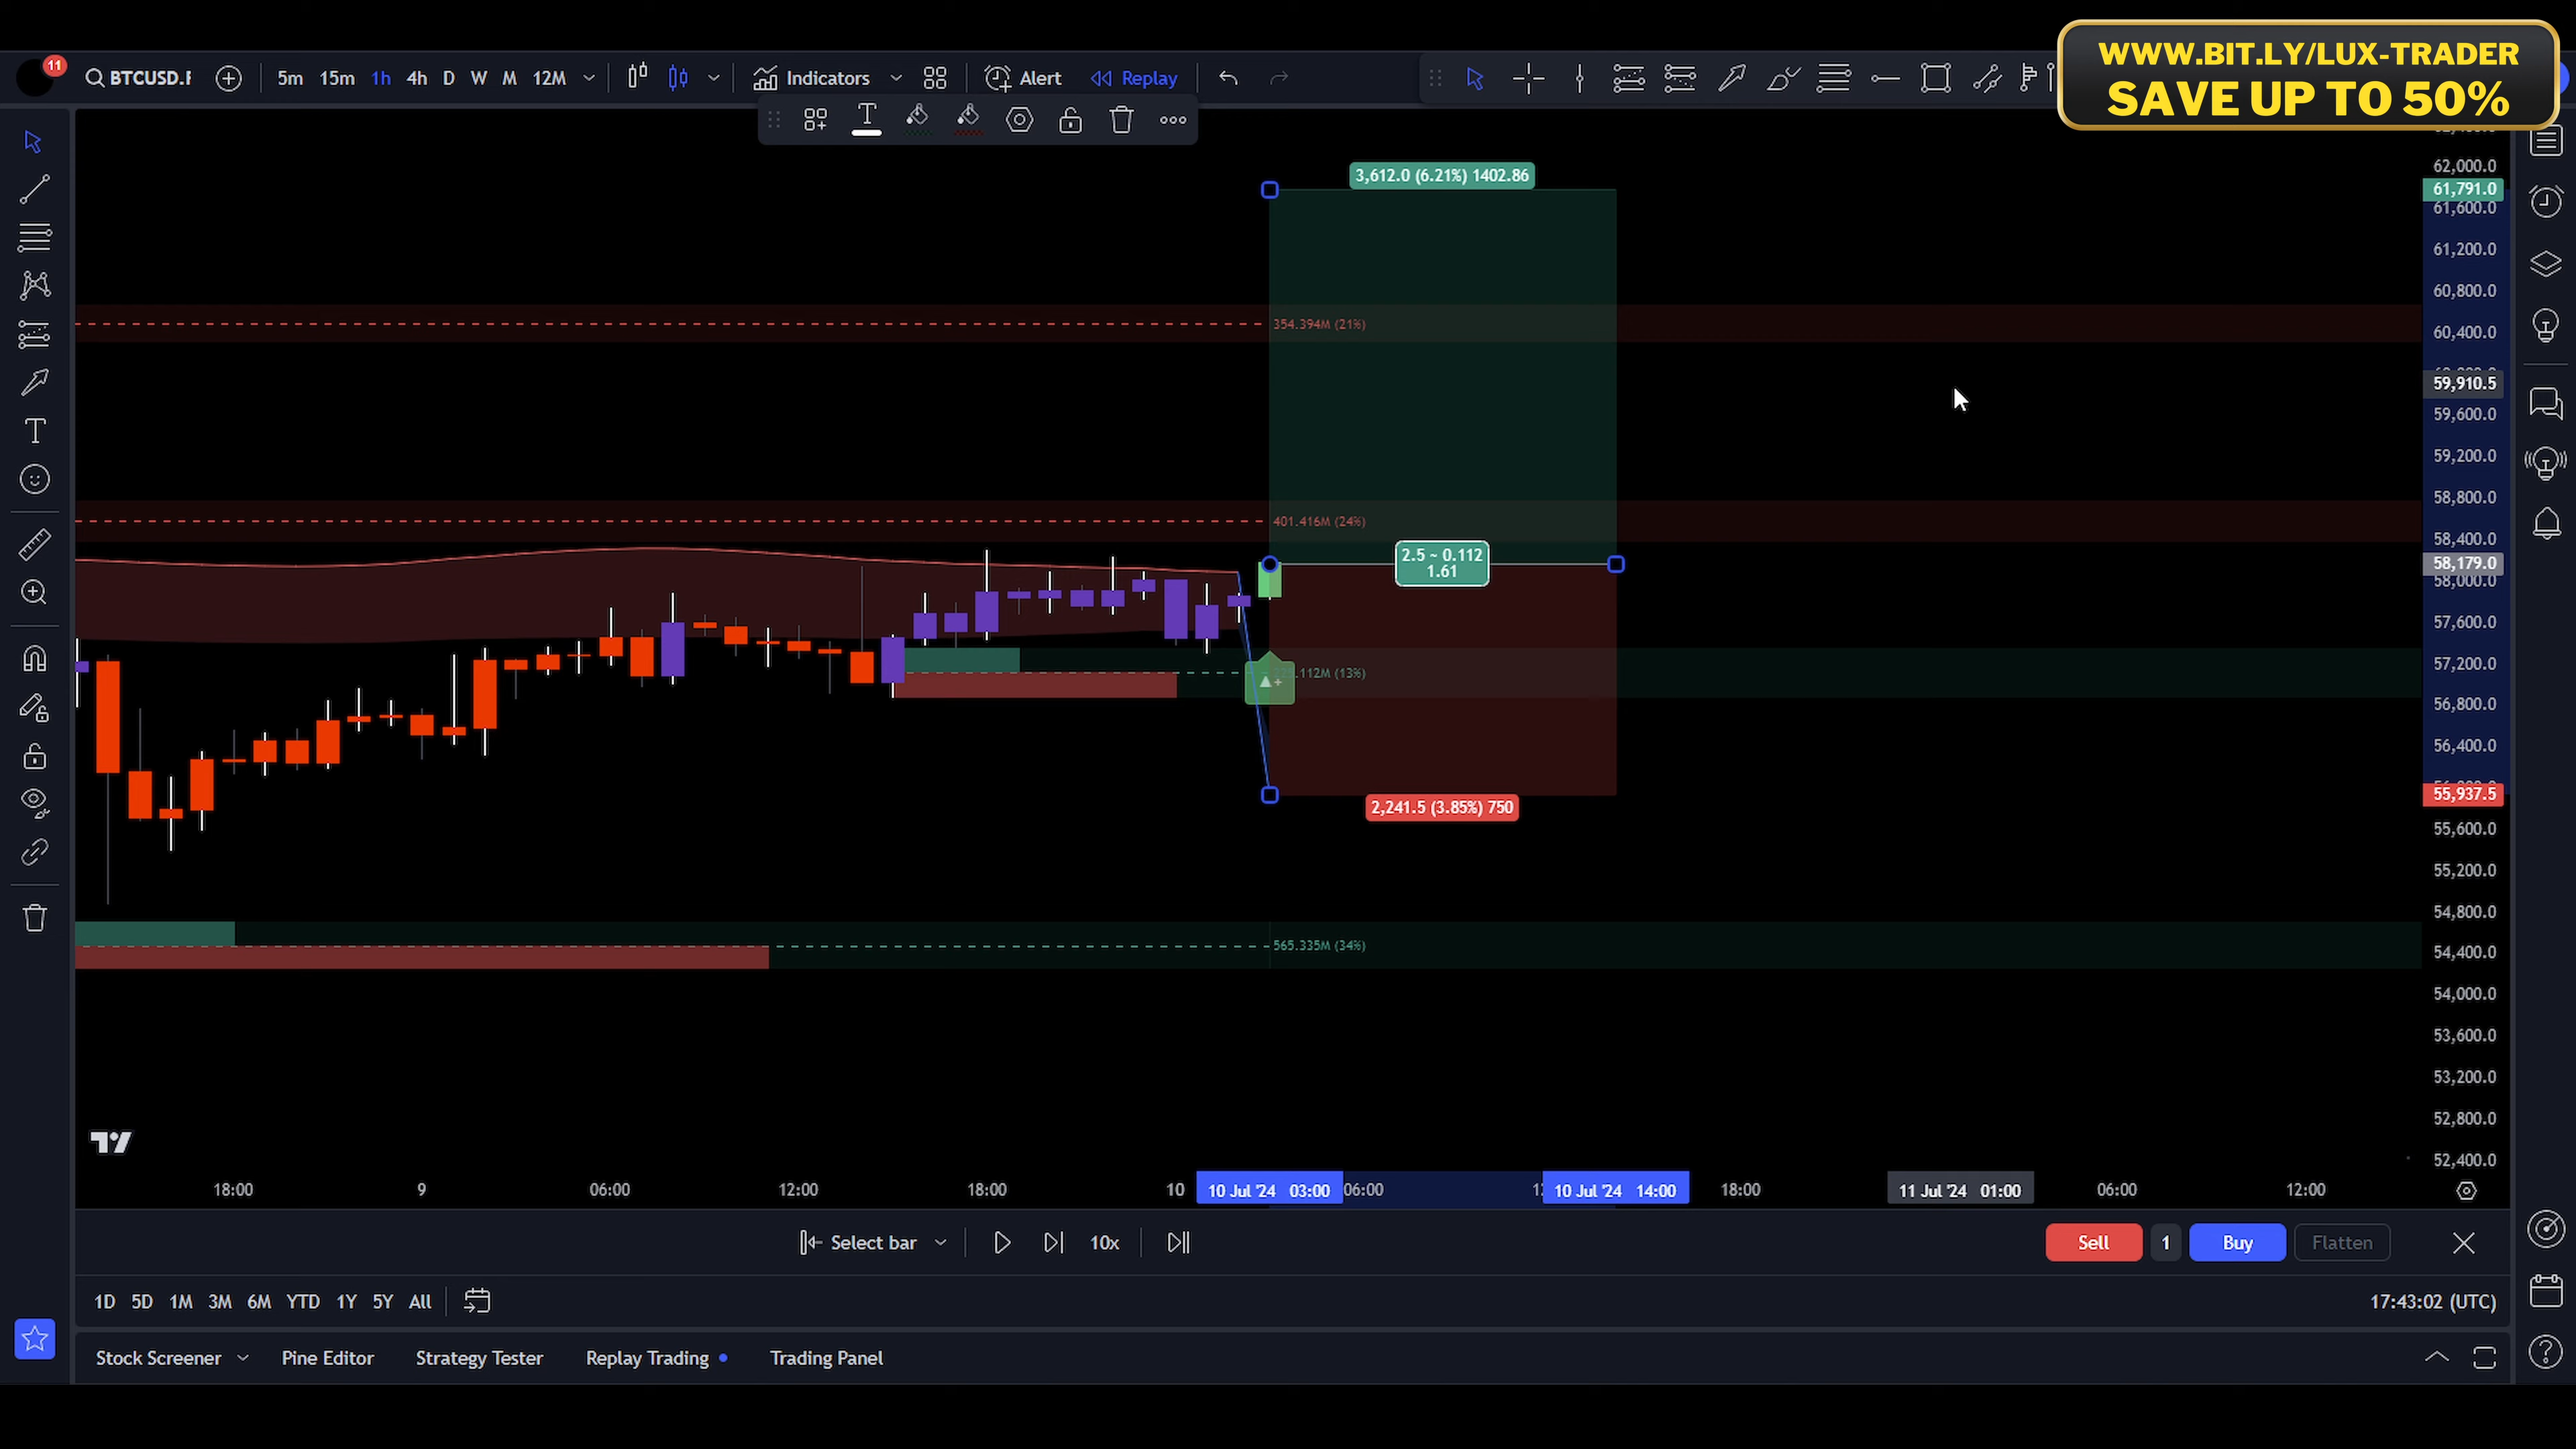 WWW.BIT.LY/LUX-TRADER
SAVE UP TO 50%
11
BTCUSD.F
5m 15m 1h 4h D W M 12M
Indicators
Alert
Replay
3,612.0 (6.21%) 1402.86
354.394M (21%)
401.416M (24%)
2.5 ~ 0.112
1.61
.112M (13%)
2,241.5 (3.85%) 750
565.335M (34%)
62,000.0
61,791.0
61,600.0
61,200.0
60,800.0
60,400.0
59,910.5
59,600.0
59,200.0
58,800.0
58,400.0
58,179.0
58,000.0
57,600.0
57,200.0
56,800.0
56,400.0
55,937.5
55,600.0
55,200.0
54,800.0
54,400.0
54,000.0
53,600.0
53,200.0
52,800.0
52,400.0
18:00 9 06:00 12:00 18:00 10 10 Jul '24 03:00 06:00 10 Jul '24 14:00 18:00 11 Jul '24 01:00 06:00 12:00
Select bar 10x Sell 1 Buy Flatten
1D 5D 1M 3M 6M YTD 1Y 5Y All 17:43:02 (UTC)
Stock Screener Pine Editor Strategy Tester Replay Trading Trading Panel